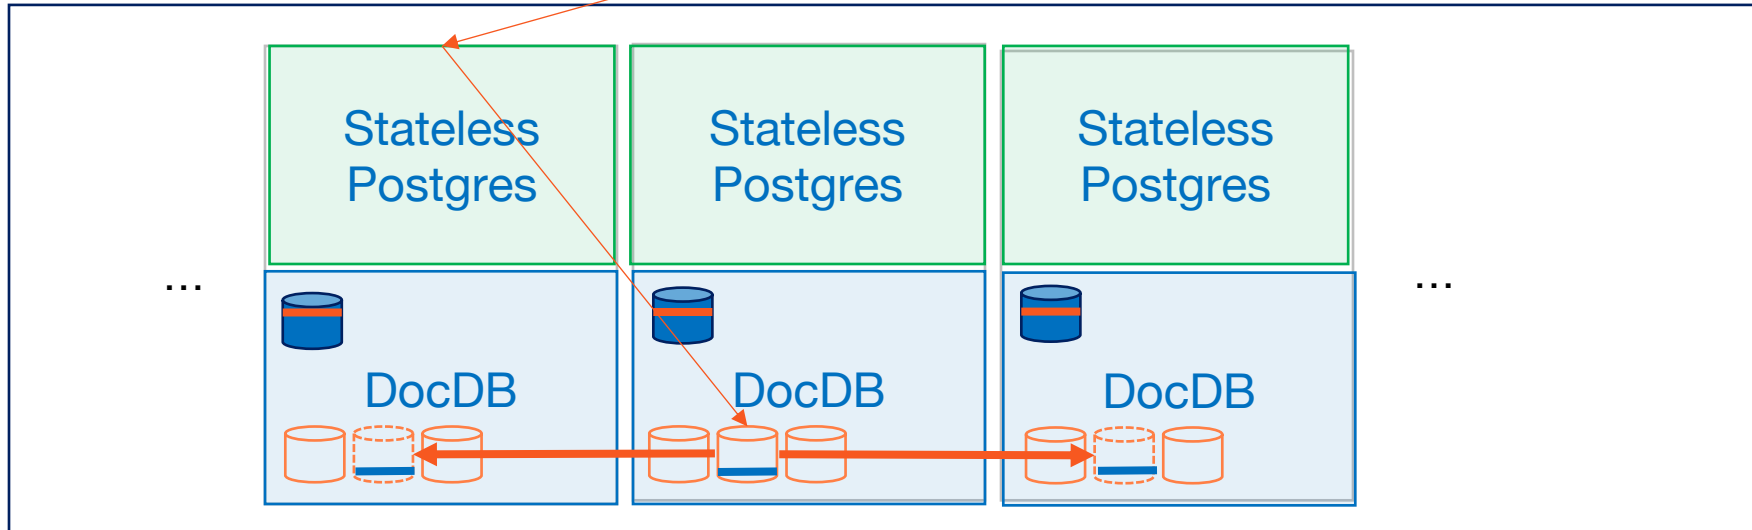 Stateless
Postgres
Stateless
Postgres
Stateless
Postgres
...
...
DocDB
DocDB
DocDB